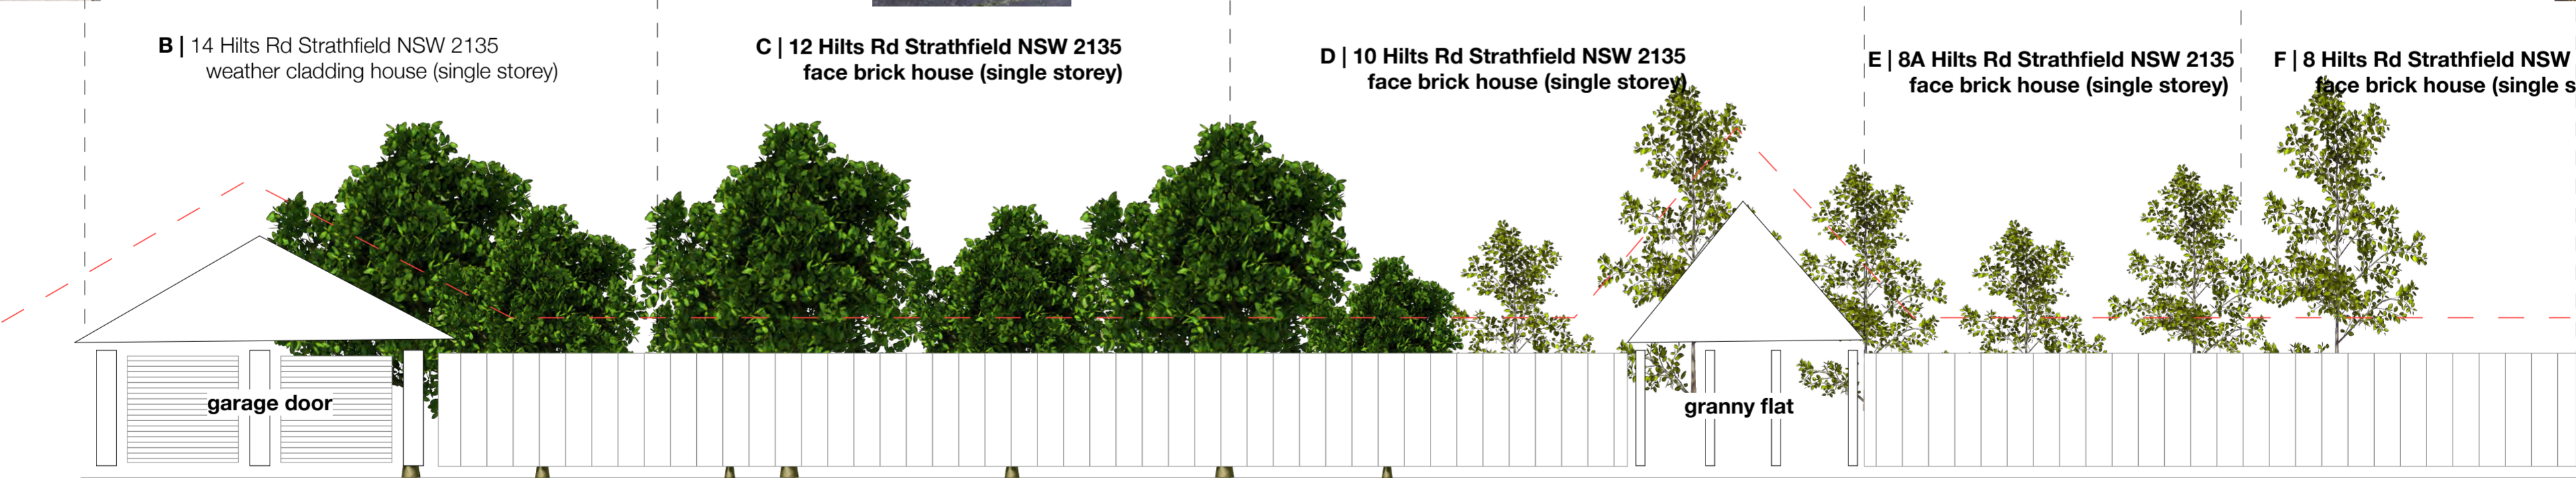 B | 14 Hilts Rd Strathfield NSW 2135
weather cladding house (single storey)
C | 12 Hilts Rd Strathfield NSW 2135
face brick house (single storey)
D | 10 Hilts Rd Strathfield NSW 2135
face brick house (single storey)
E | 8A Hilts Rd Strathfield NSW 2135
face brick house (single storey)
F | 8 Hilts Rd Strathfield NSW
face brick house (single s
garage door
granny flat